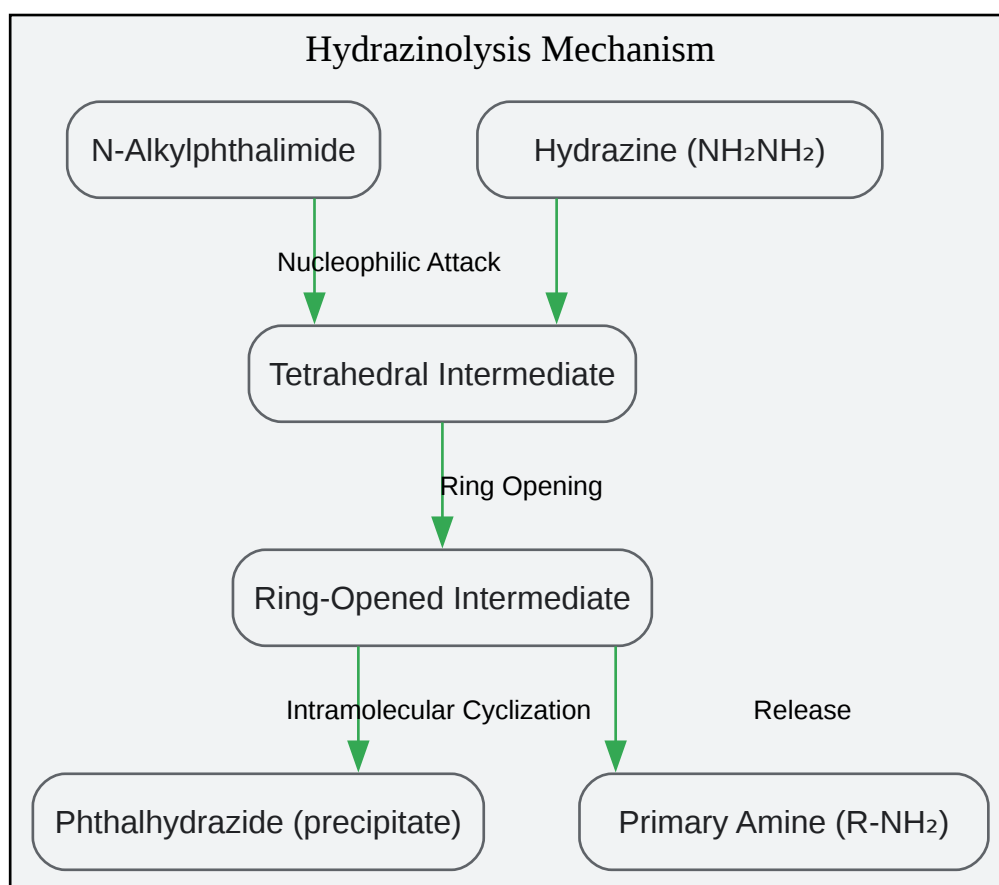 Hydrazinolysis Mechanism
N-Alkylphthalimide
Hydrazine (NH₂NH₂)
Nucleophilic Attack
Tetrahedral Intermediate
Ring Opening
Ring-Opened Intermediate
Intramolecular Cyclization
Release
Phthalhydrazide (precipitate)
Primary Amine (R-NH₂)